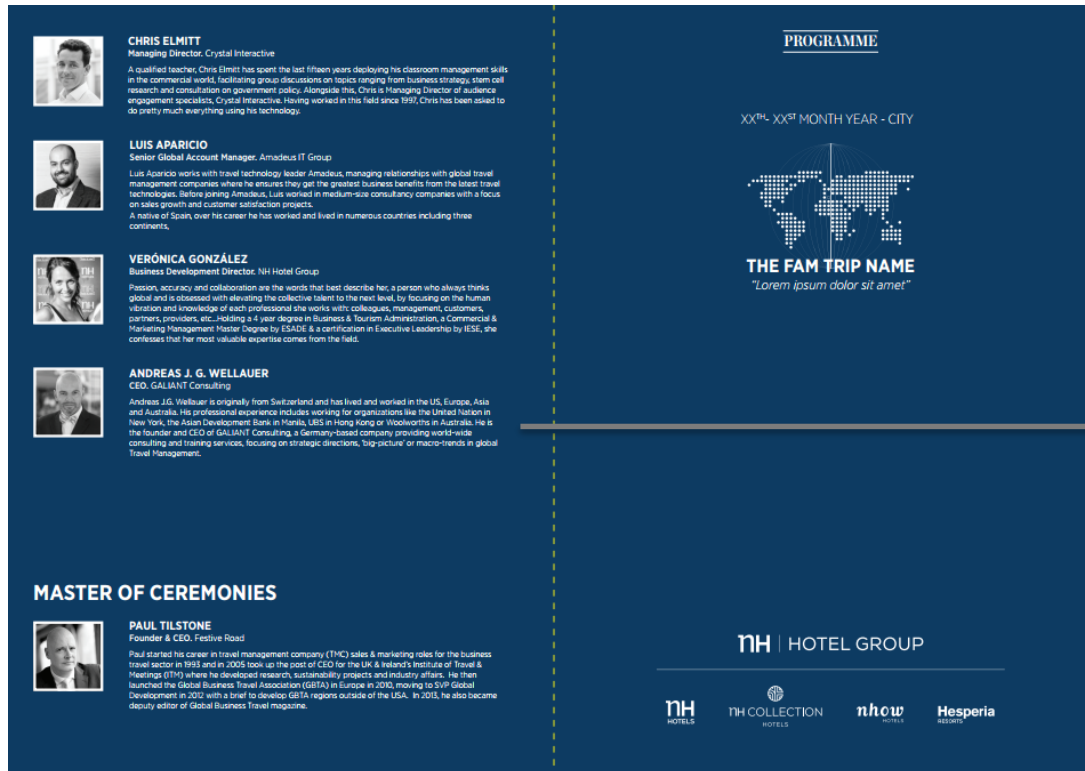 CHRIS ELMITT
Managing Director. Crystal Interactive
A qualified teacher, Chris Elmitt has spent the last fifteen years deploying his classroom management skills
in the commercial world, facilitating group discussions on topics ranging from business strategy, stem cell
research and consultation on government policy. Alongside this, Chris is Managing Director of audience
engagement specialists, Crystal Interactive. Having worked in this field since 1997, Chris has been asked to
do pretty much everything using his technology.
LUIS APARICIO
Senior Global Account Manager. Amadeus IT Group
Luis Aparicio works with travel technology leader Amadeus, managing relationships with global travel
management companies where he ensures they get the greatest business benefits from the latest travel
technologies. Before joining Amadeus, Luis worked in medium-size consultancy companies with a focus
on sales growth and customer satisfaction projects.
A native of Spain, over his career he has worked and lived in numerous countries including three
continents,
VERÓNICA GONZÁLEZ
Business Development Director. NH Hotel Group
Passion, accuracy and collaboration are the words that best describe her, a person who always thinks
global and is obsessed with elevating the collective talent to the next level, by focusing on the human
vibration and knowledge of each professional she works with: colleagues, management, customers,
partners, providers, etc...Holding a 4 year degree in Business & Tourism Administration, a Commercial &
Marketing Management Master Degree by ESADE & a certification in Executive Leadership by IESE, she
confesses that her most valuable expertise comes from the field.
ANDREAS J. G. WELLAUER
CEO. GALIANT Consulting
Andreas J.G. Wellauer is originally from Switzerland and has lived and worked in the US, Europe, Asia
and Australia. His professional experience includes working for organizations like the United Nation in
New York, the Asian Development Bank in Manila, UBS in Hong Kong or Woolworths in Australia. He is
the founder and CEO of GALIANT Consulting, a Germany-based company providing world-wide
consulting and training services, focusing on strategic directions, 'big-picture' or macro-trends in global
Travel Management.
MASTER OF CEREMONIES
PAUL TILSTONE
Founder & CEO. Festive Road
Paul started his career in travel management company (TMC) sales & marketing roles for the business
travel sector in 1993 and in 2005 took up the post of CEO for the UK & Ireland's Institute of Travel &
Meetings (ITM) where he developed research, sustainability projects and industry affairs. He then
launched the Global Business Travel Association (GBTA) in Europe in 2010, moving to SVP Global
Development in 2012 with a brief to develop GBTA regions outside of the USA. In 2013, he also became
deputy editor of Global Business Travel magazine.
PROGRAMME
XXTH- XXST MONTH YEAR - CITY
THE FAM TRIP NAME
"Lorem ipsum dolor sit amet"
NH | HOTEL GROUP
NH HOTELS
NH COLLECTION HOTELS
nhow HOTELS
Hesperia RESORTS